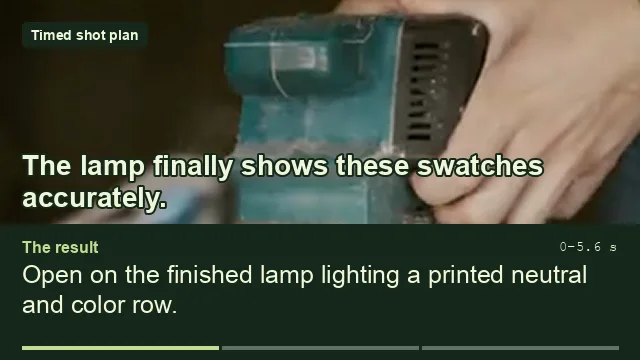 Timed shot plan
The lamp finally shows these swatches
accurately.
The result
0–5.6 s
Open on the finished lamp lighting a printed neutral
and color row.